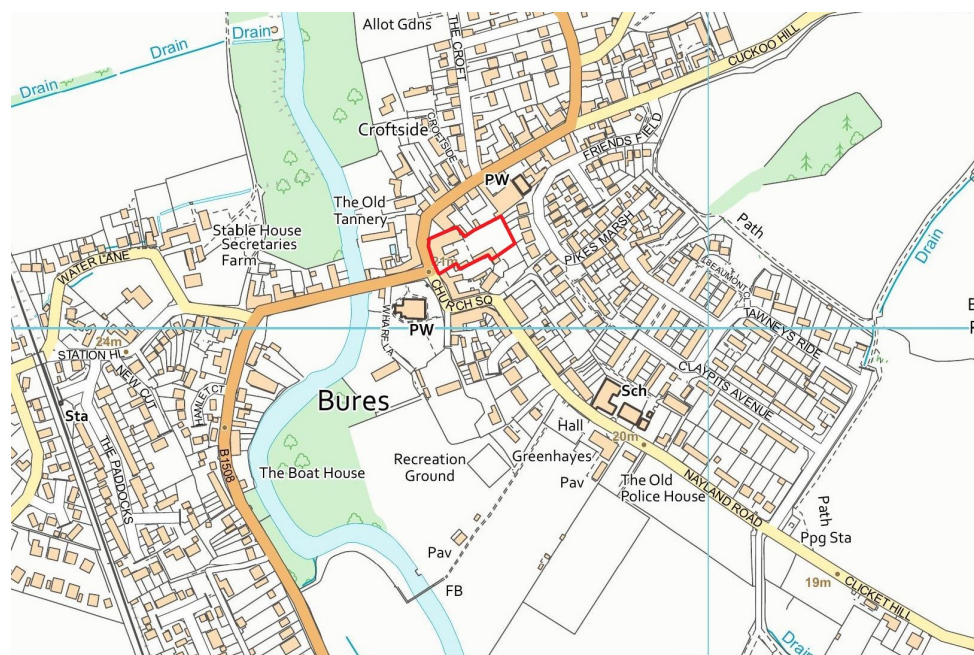 Allot Gdns
THE CROFT
Drain
Drain
Drain
CUCKOO HILL
Croftside
CROFTSIDE
FRIENDS FIELD
PW
The Old
Tannery
Stable House
Secretaries
Farm
WATER LANE
21m
PIKES MARSH
Path
Drain
BEAUMONT CL
CHURCH SQ
WHARF LA
PW
TAWNEYS RIDE
24m
STATION H
NEW CUT
HAMLET CT
Sta
Bures
Sch
CLAYPITS AVENUE
THE PADDOCKS
B1508
The Boat House
Recreation
Ground
Hall
Greenhayes
Pav
20m
The Old
Police House
NAYLAND ROAD
Path
Ppg Sta
Pav
FB
19m
CLICKET HILL
Drain